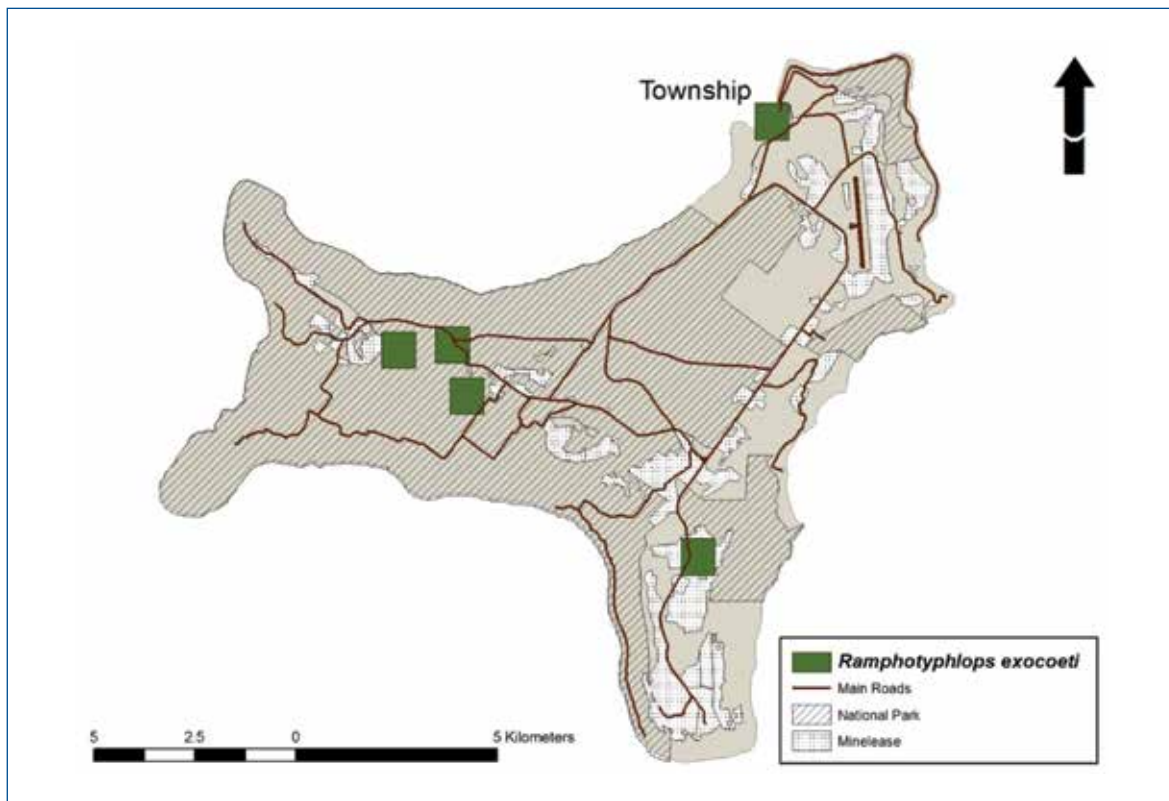 Township
Ramphotyphlops exocoeti
Main Roads
National Park
Minelease
5 2.5 0 5 Kilometers